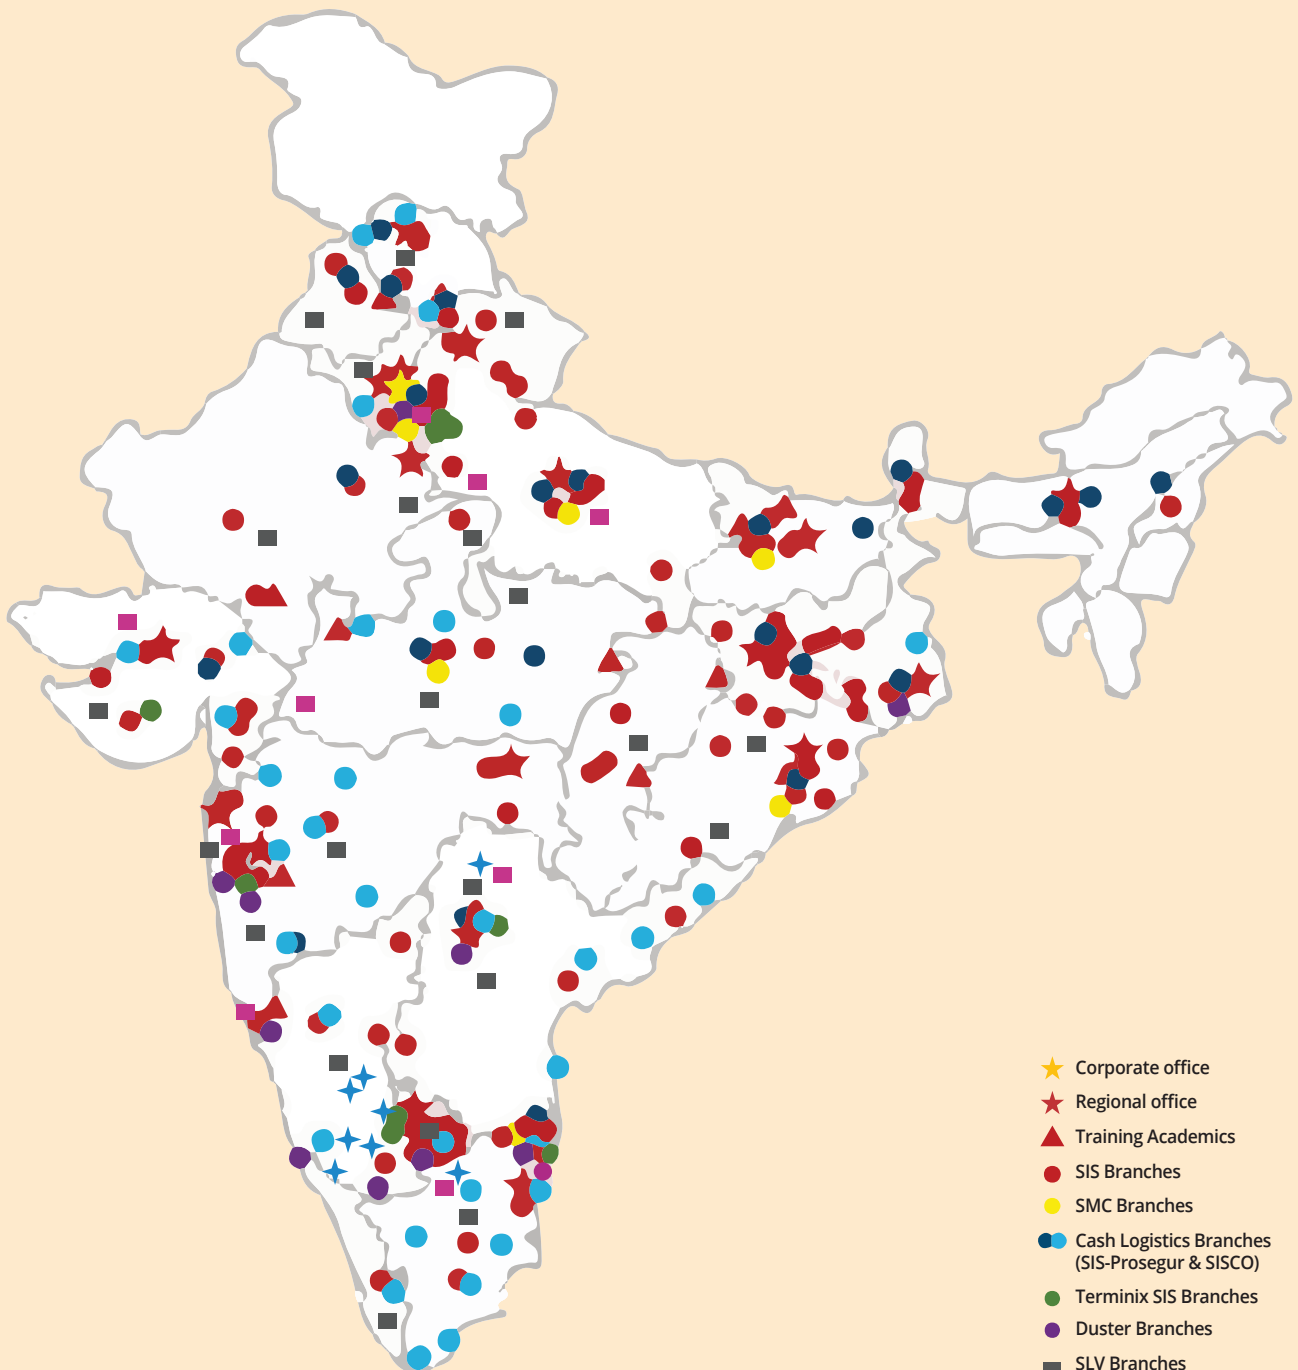 Corporate office
Regional office
Training Academics
SIS Branches
SMC Branches
Cash Logistics Branches
(SIS-Prosegur & SISCO)
Terminix SIS Branches
Duster Branches
SLV Branches